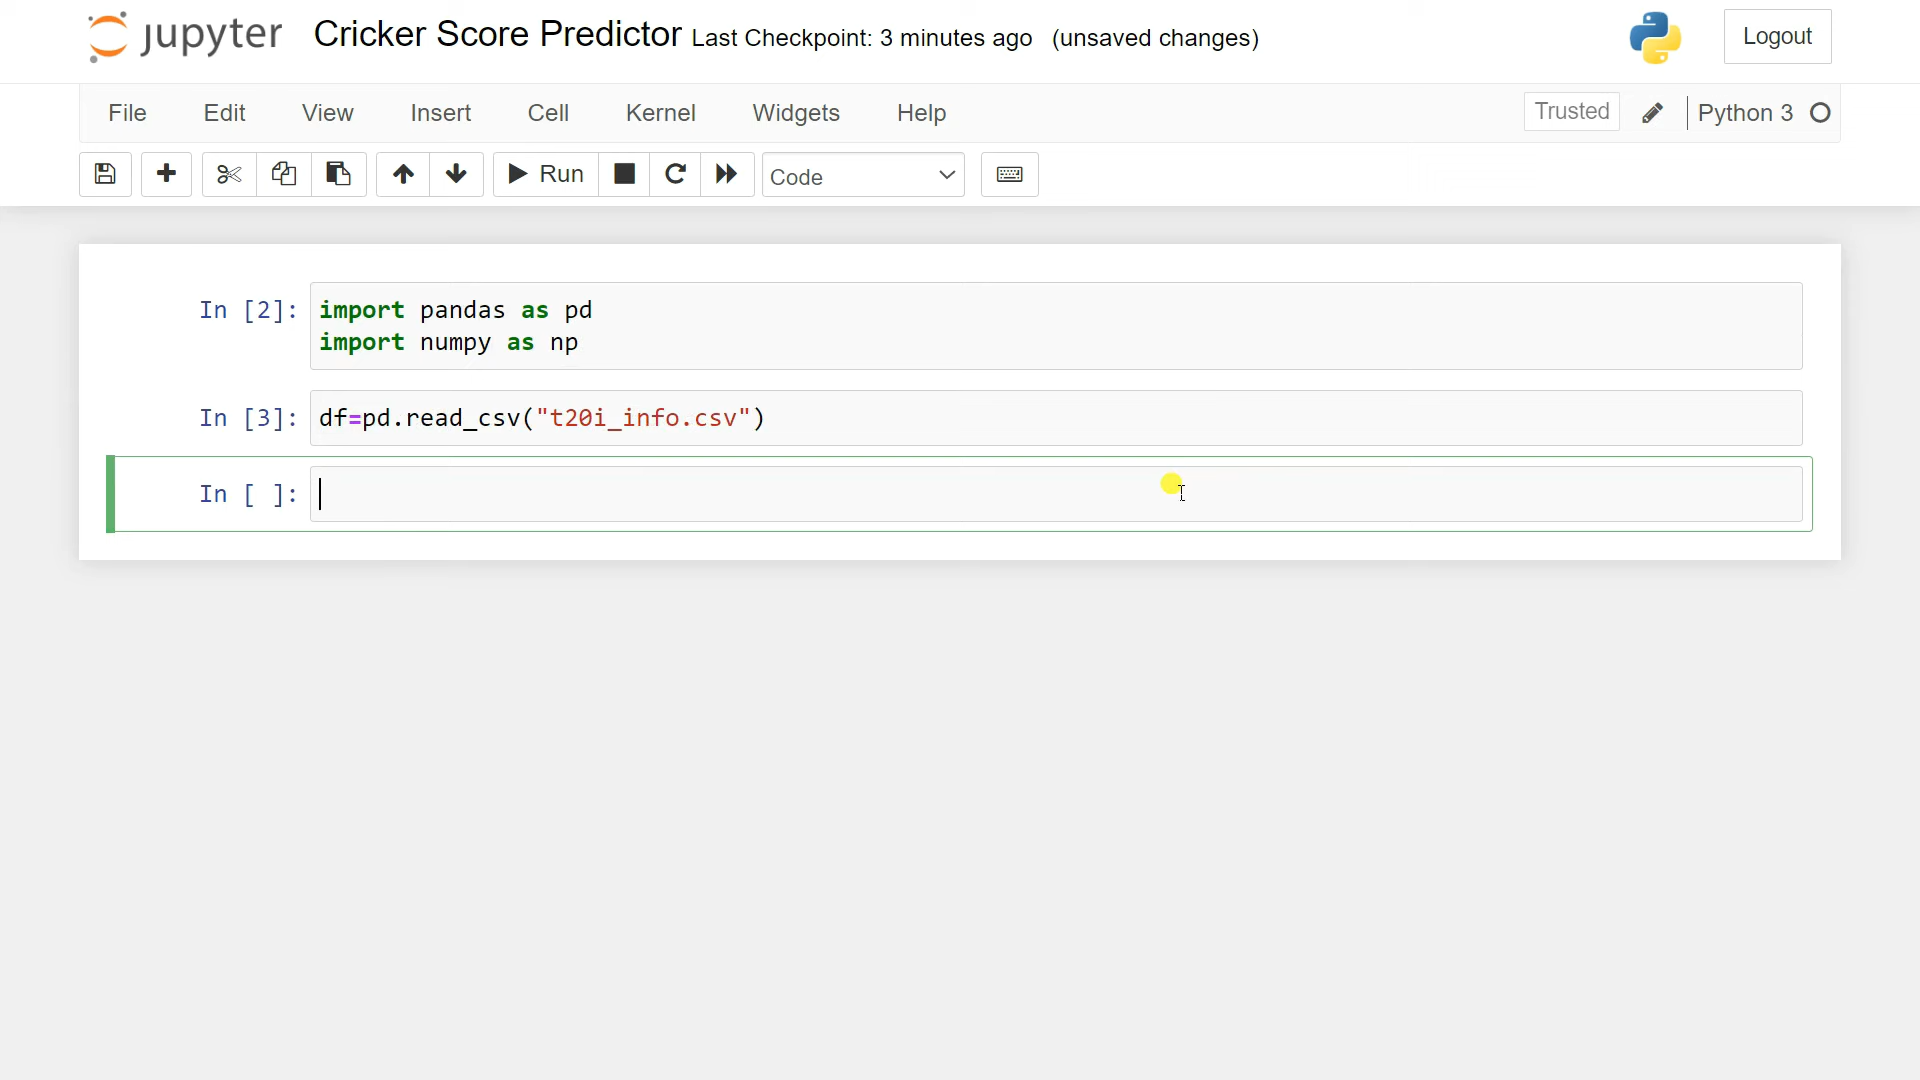 jupyter Cricker Score Predictor Last Checkpoint: 3 minutes ago (unsaved changes) Logout
File Edit View Insert Cell Kernel Widgets Help Trusted Python 3
Run Code
In [2]: import pandas as pd
import numpy as np
In [3]: df=pd.read_csv("t20i_info.csv")
In [ ]: